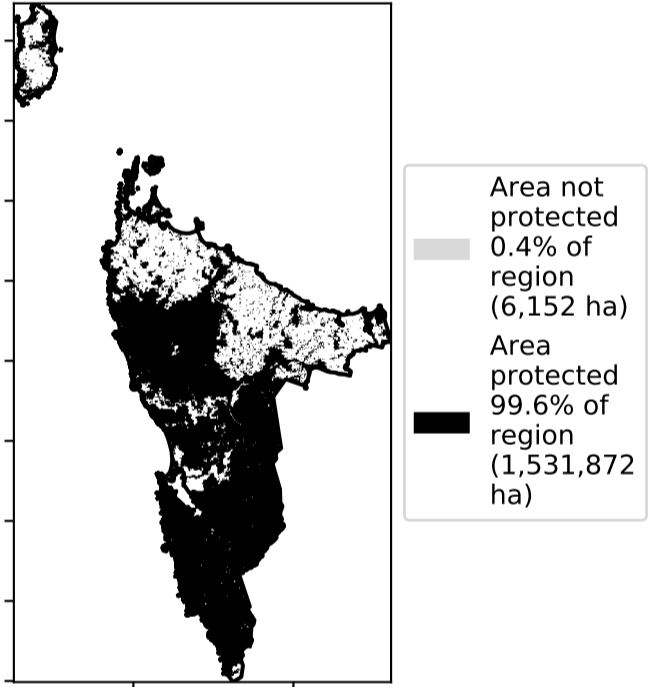 Area not
protected
0.4% of
region
(6,152 ha)
Area
protected
99.6% of
region
(1,531,872
ha)